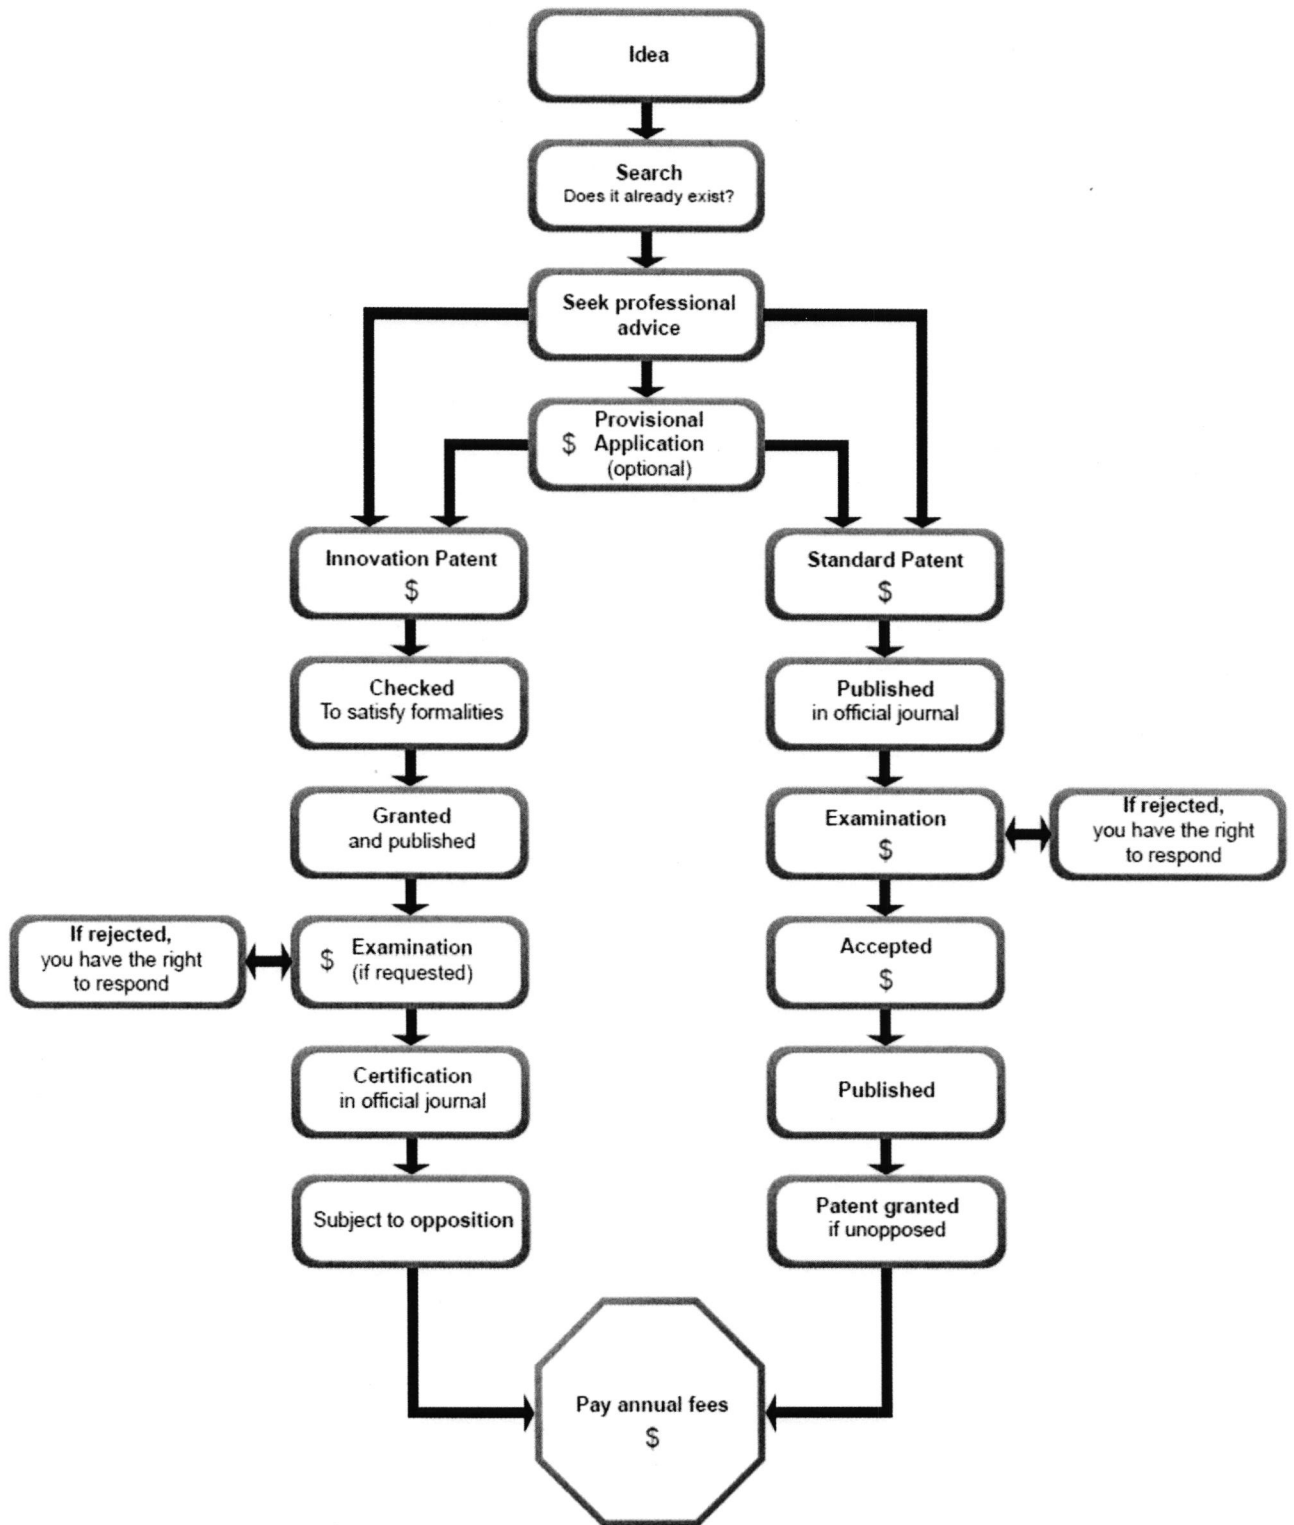 Idea
Search
Does it already exist?
Seek professional
advice
Provisional
$ Application
(optional)
Innovation Patent
$
Standard Patent
$
Checked
To satisfy formalities
Published
in official journal
Granted
and published
Examination
$
If rejected,
you have the right
to respond
If rejected,
you have the right
to respond
$ Examination
(if requested)
Accepted
$
Certification
in official journal
Published
Subject to opposition
Patent granted
if unopposed
Pay annual fees
$